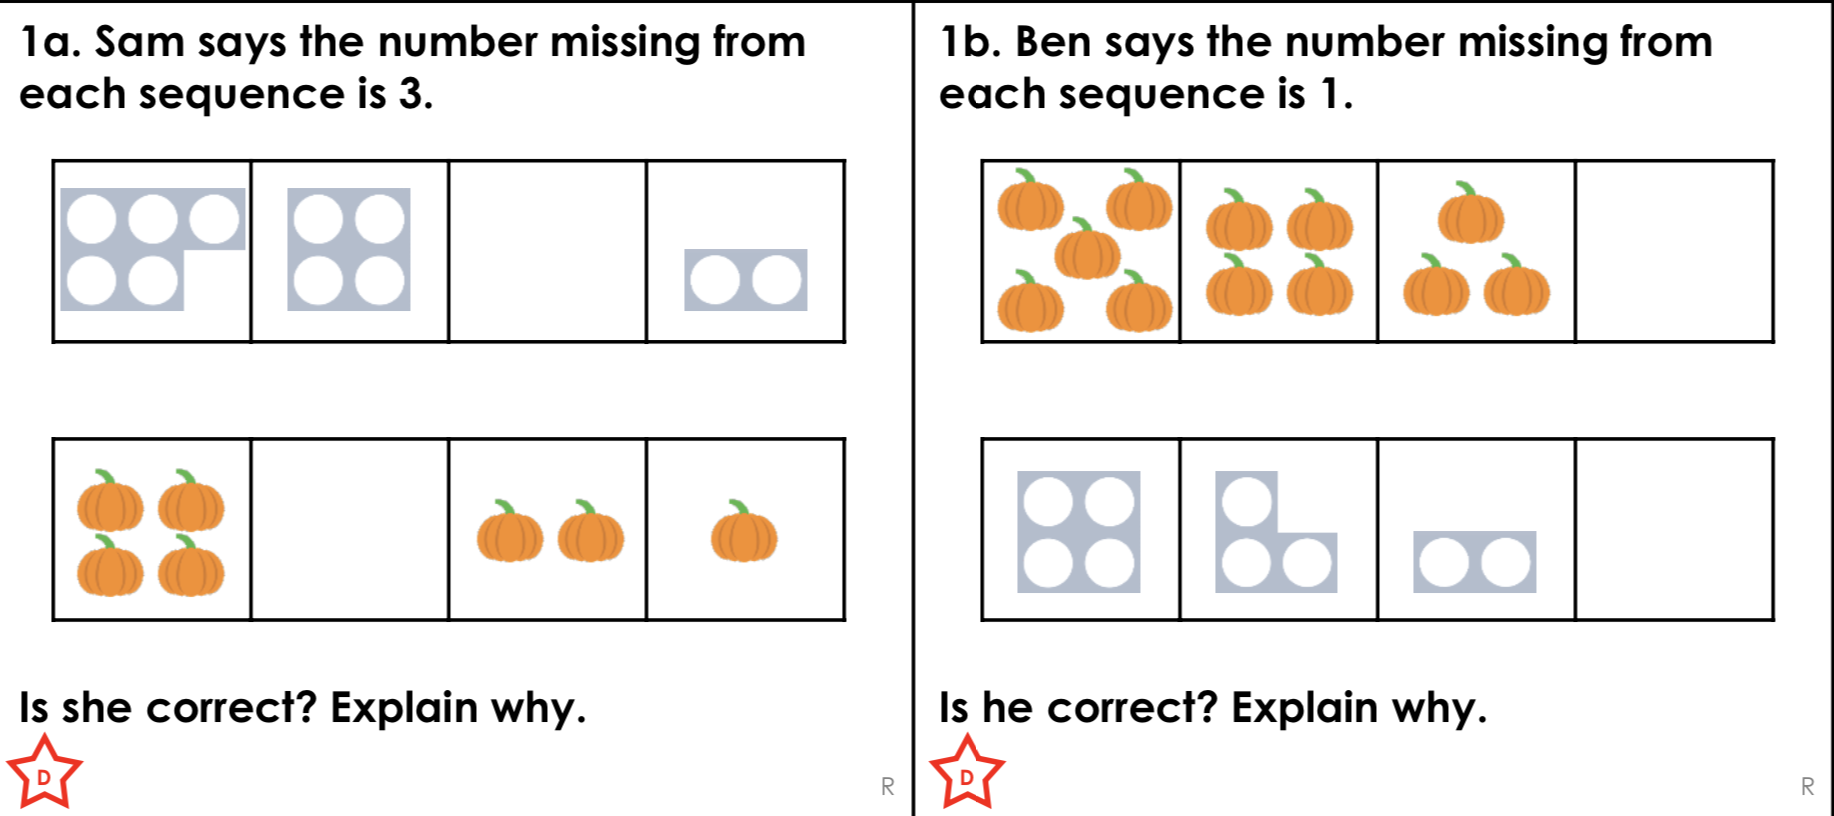 1a. Sam says the number missing from
each sequence is 3.
Is she correct? Explain why.
D
R
1b. Ben says the number missing from
each sequence is 1.
Is he correct? Explain why.
D
R